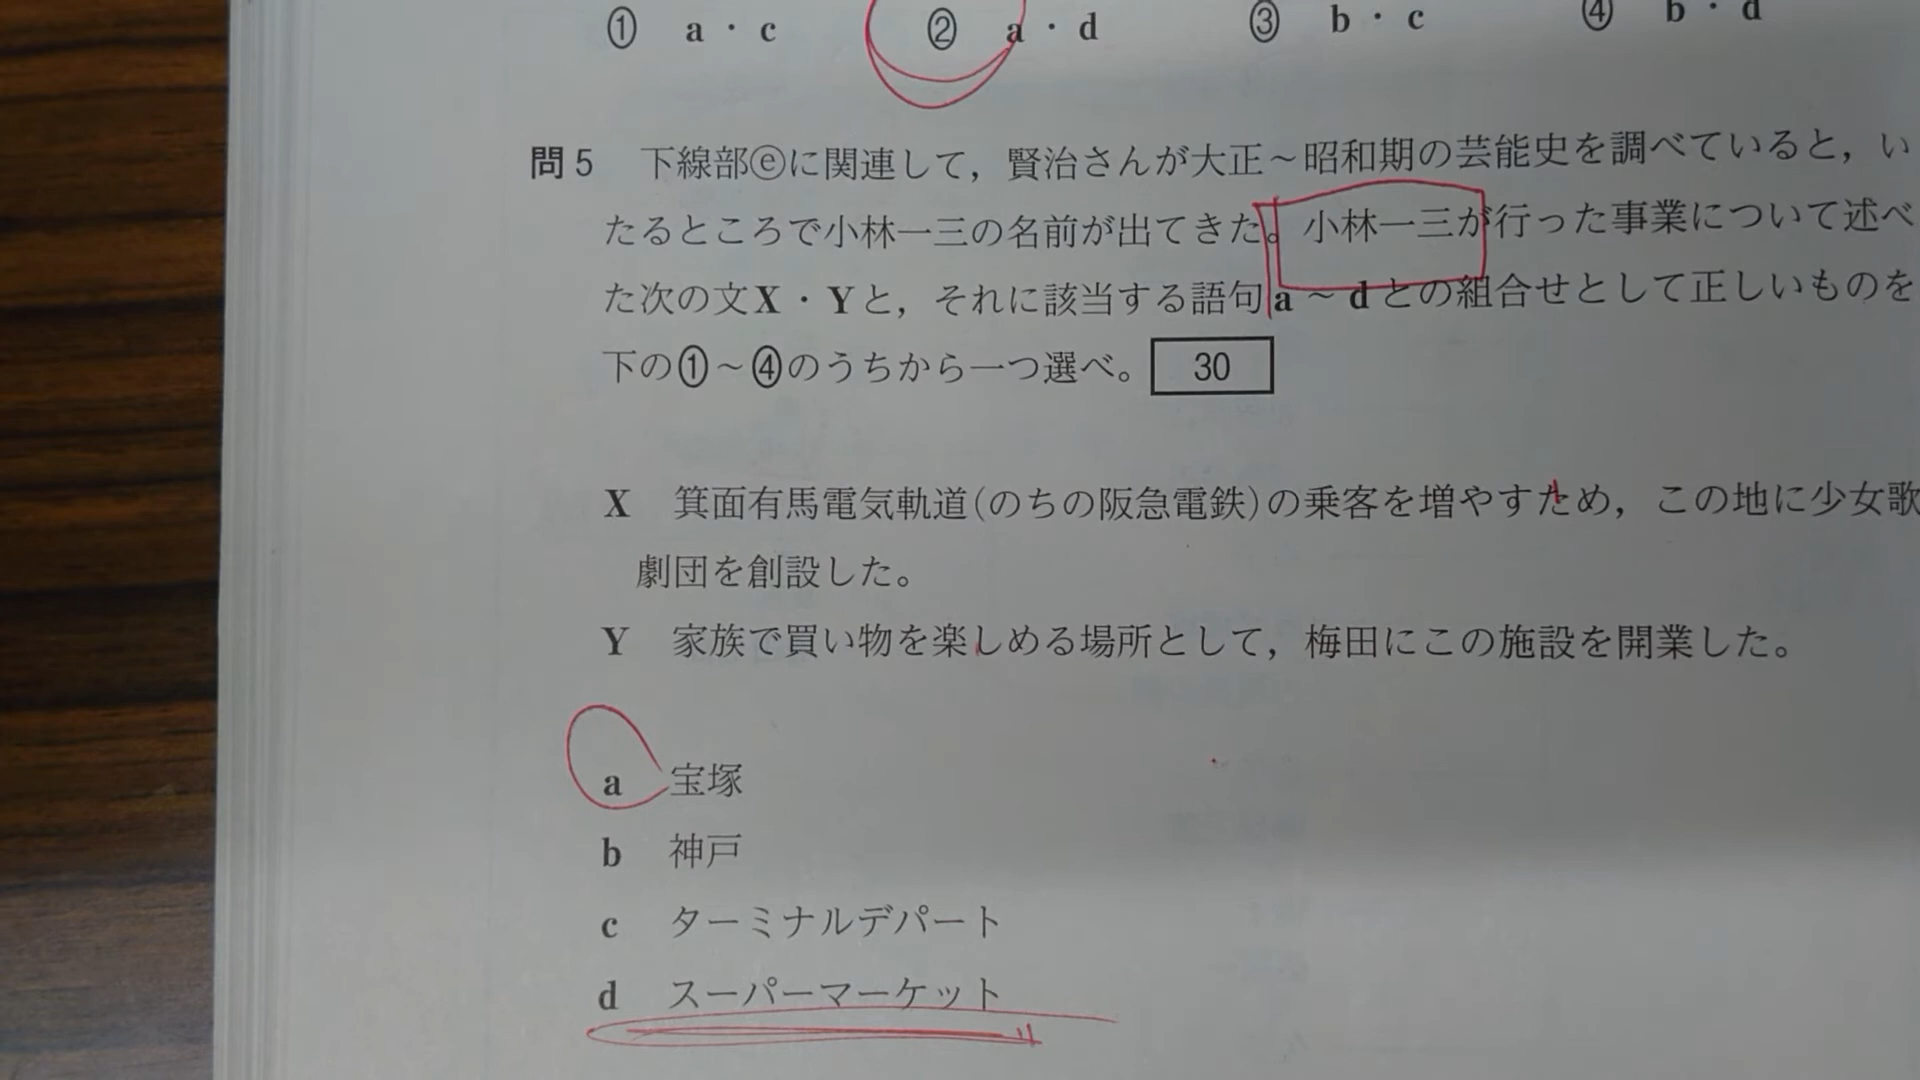 ① a・c ② a・d ③ b・c ④ b・d
問5 下線部ⓔに関連して，賢治さんが大正～昭和期の芸能史を調べていると，い
たるところで小林一三の名前が出てきた。小林一三が行った事業について述べ
た次の文X・Yと，それに該当する語句a～dとの組合せとして正しいものを
下の①～④のうちから一つ選べ。 30
X 箕面有馬電気軌道(のちの阪急電鉄)の乗客を増やすため，この地に少女歌
劇団を創設した。
Y 家族で買い物を楽しめる場所として，梅田にこの施設を開業した。
a 宝塚
b 神戸
c ターミナルデパート
d スーパーマーケット